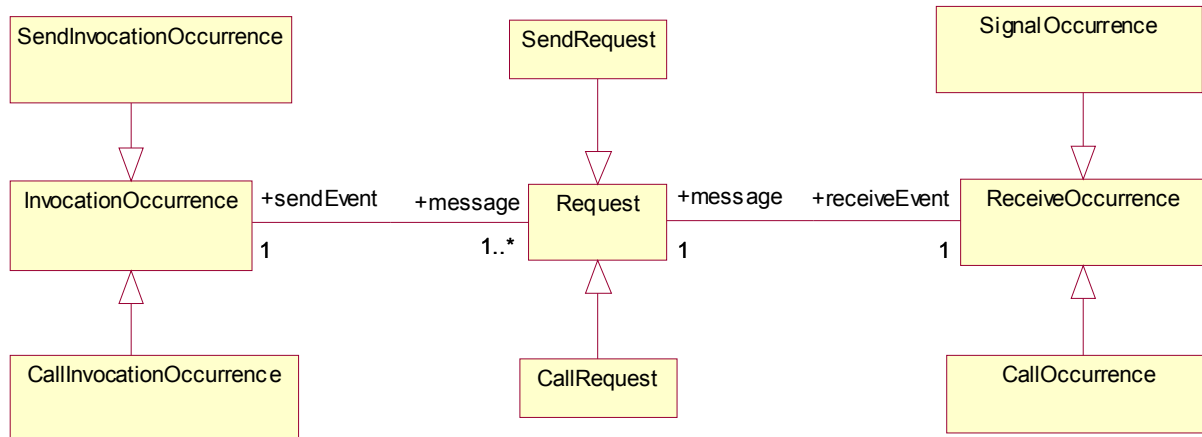 SendInvocationOccurrence
SendRequest
SignalOccurrence
InvocationOccurrence
+sendEvent
+message
Request
+message
+receiveEvent
ReceiveOccurrence
1
1..*
1
1
CallInvocationOccurrence
CallRequest
CallOccurrence